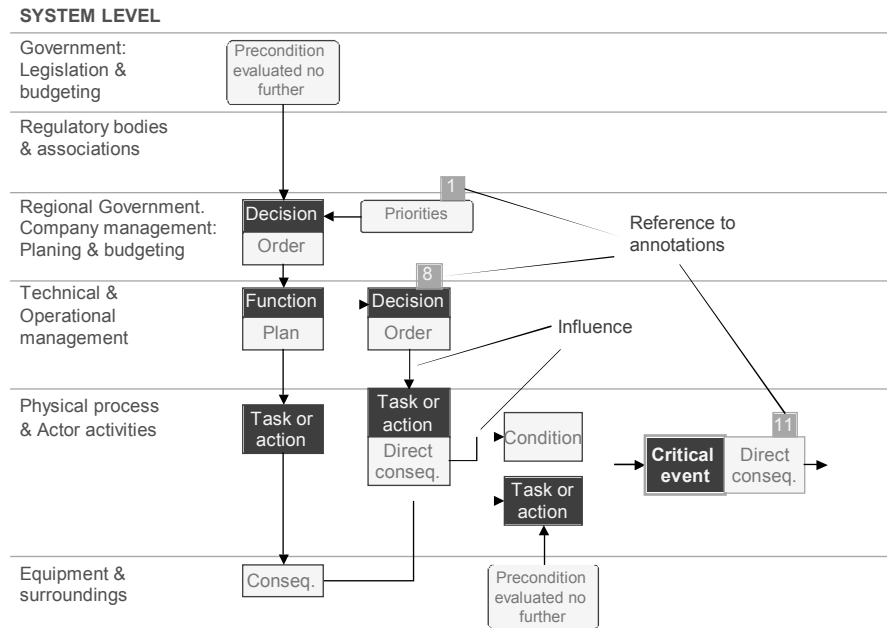 SYSTEM LEVEL
Government:
Legislation &
budgeting
Precondition
evaluated no
further
Regulatory bodies
& associations
Regional Government.
Company management:
Planing & budgeting
Decision
Order
1
Priorities
Reference to
annotations
Technical &
Operational
management
Function
Plan
8
Decision
Order
Influence
Physical process
& Actor activities
Task or
action
Task or
action
Direct
conseq.
Condition
Task or
action
11
Critical
event
Direct
conseq.
Equipment &
surroundings
Conseq.
Precondition
evaluated no
further